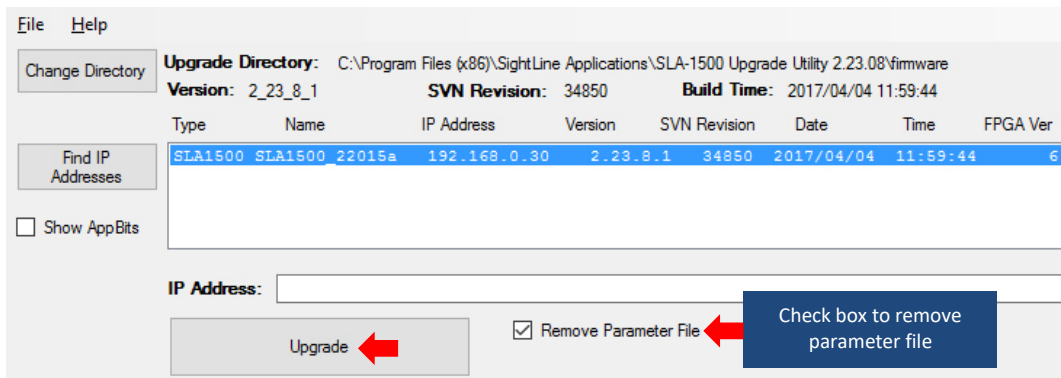 File Help
Change Directory Upgrade Directory: C:\Program Files (x86)\SightLine Applications\SLA-1500 Upgrade Utility 2.23.08\firmware
Version: 2_23_8_1 SVN Revision: 34850 Build Time: 2017/04/04 11:59:44
Type Name IP Address Version SVN Revision Date Time FPGA Ver
Find IP
Addresses
SLA1500 SLA1500_22015a 192.168.0.30 2.23.8.1 34850 2017/04/04 11:59:44 6
Show AppBits
IP Address:
Upgrade
Remove Parameter File
Check box to remove
parameter file